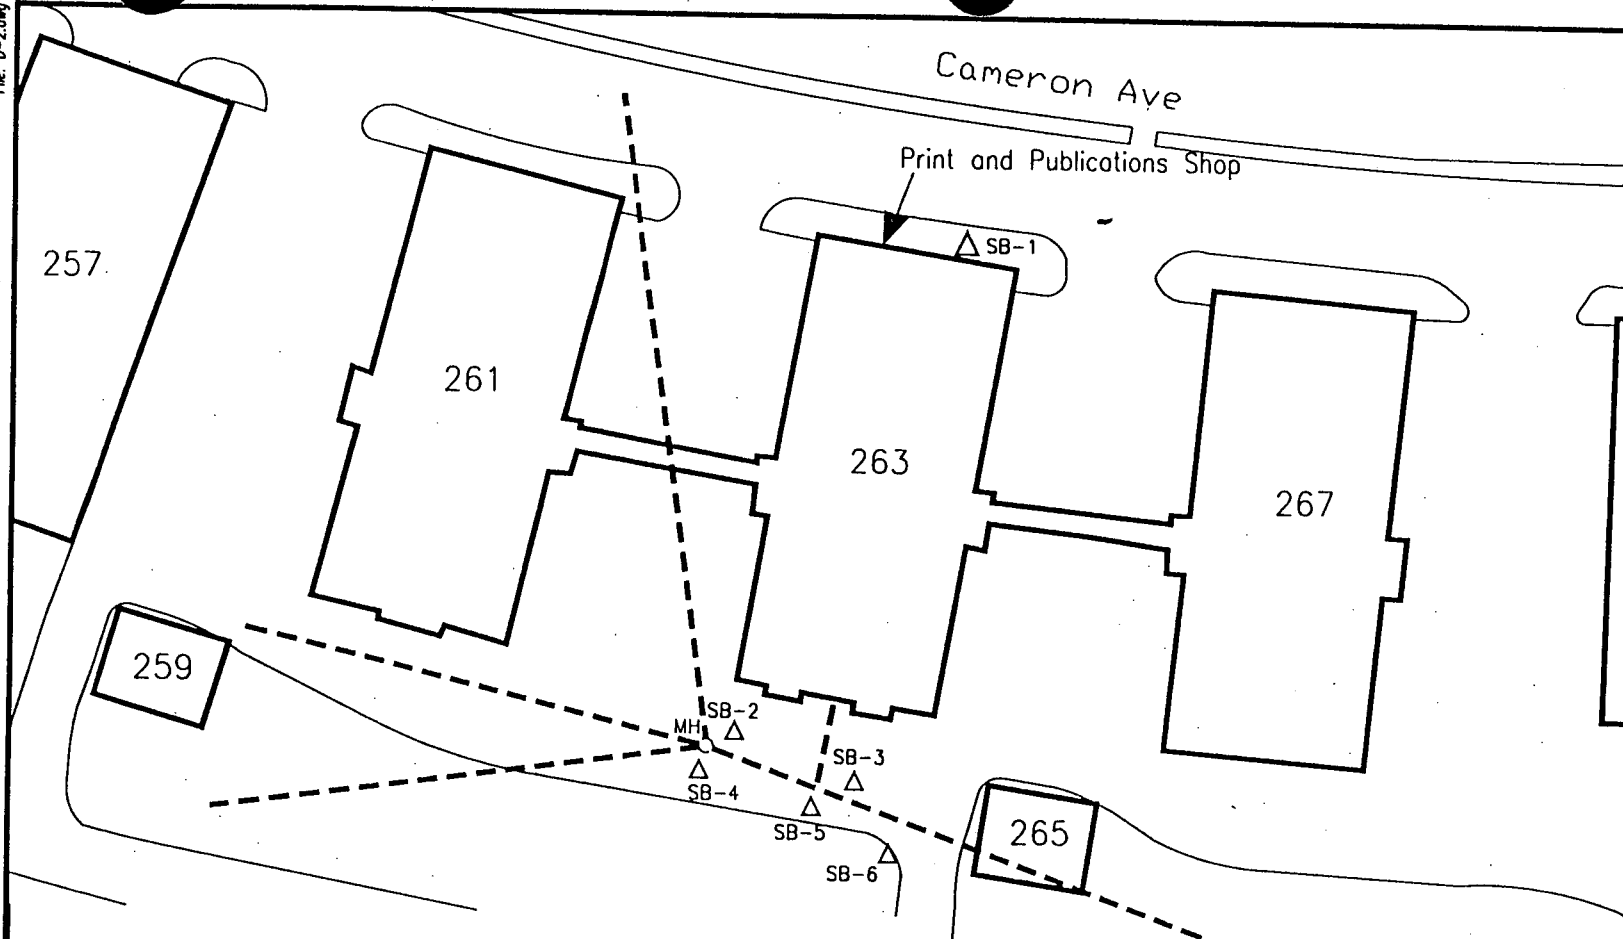 Cameron Ave
Print and Publications Shop
SB-1
257
261
263
267
259
MH
SB-2
SB-3
SB-4
SB-5
265
SB-6